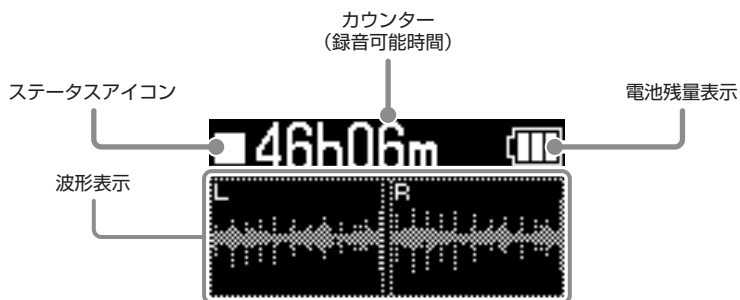 カウンター
（録音可能時間）
ステータスアイコン
電池残量表示
46h06m
波形表示
L
R